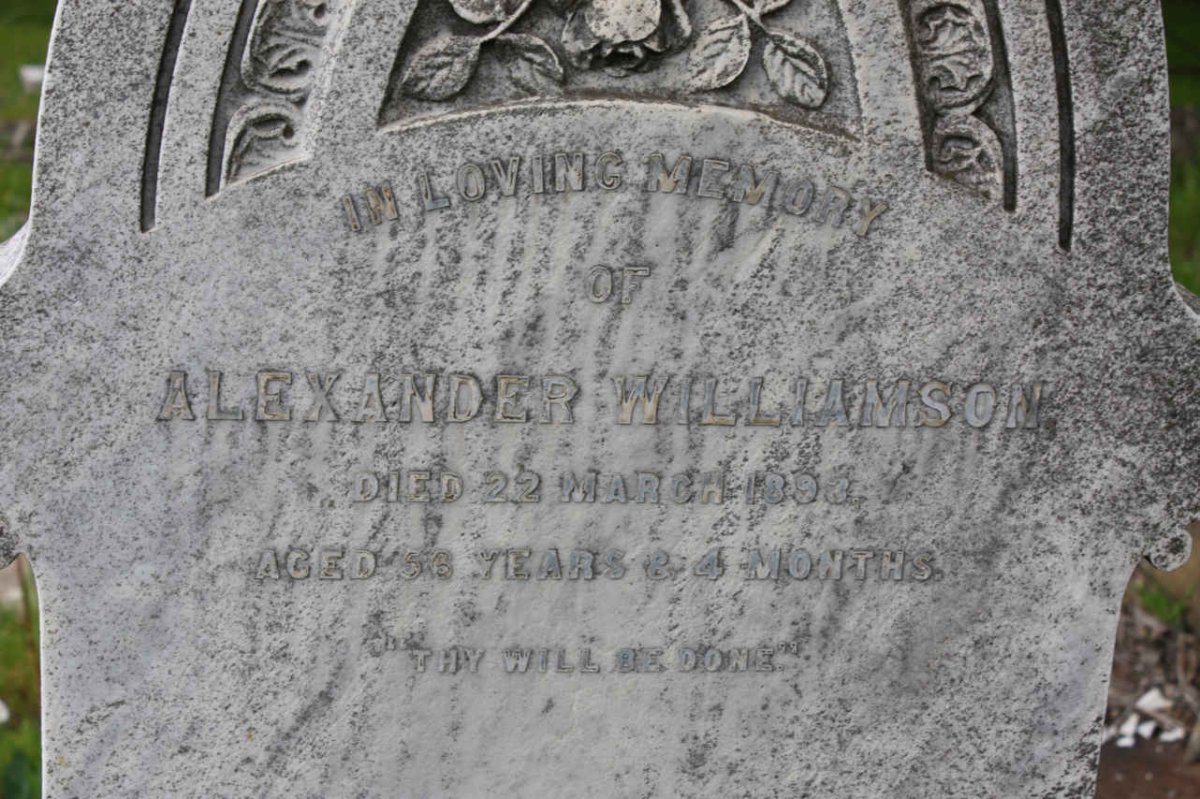 IN LOVING MEMORY
OF
ALEXANDER WILLIAMSON.
DIED 22 MARCH 1893.
AGED 56 YEARS & 4 MONTHS.
"THY WILL BE DONE."